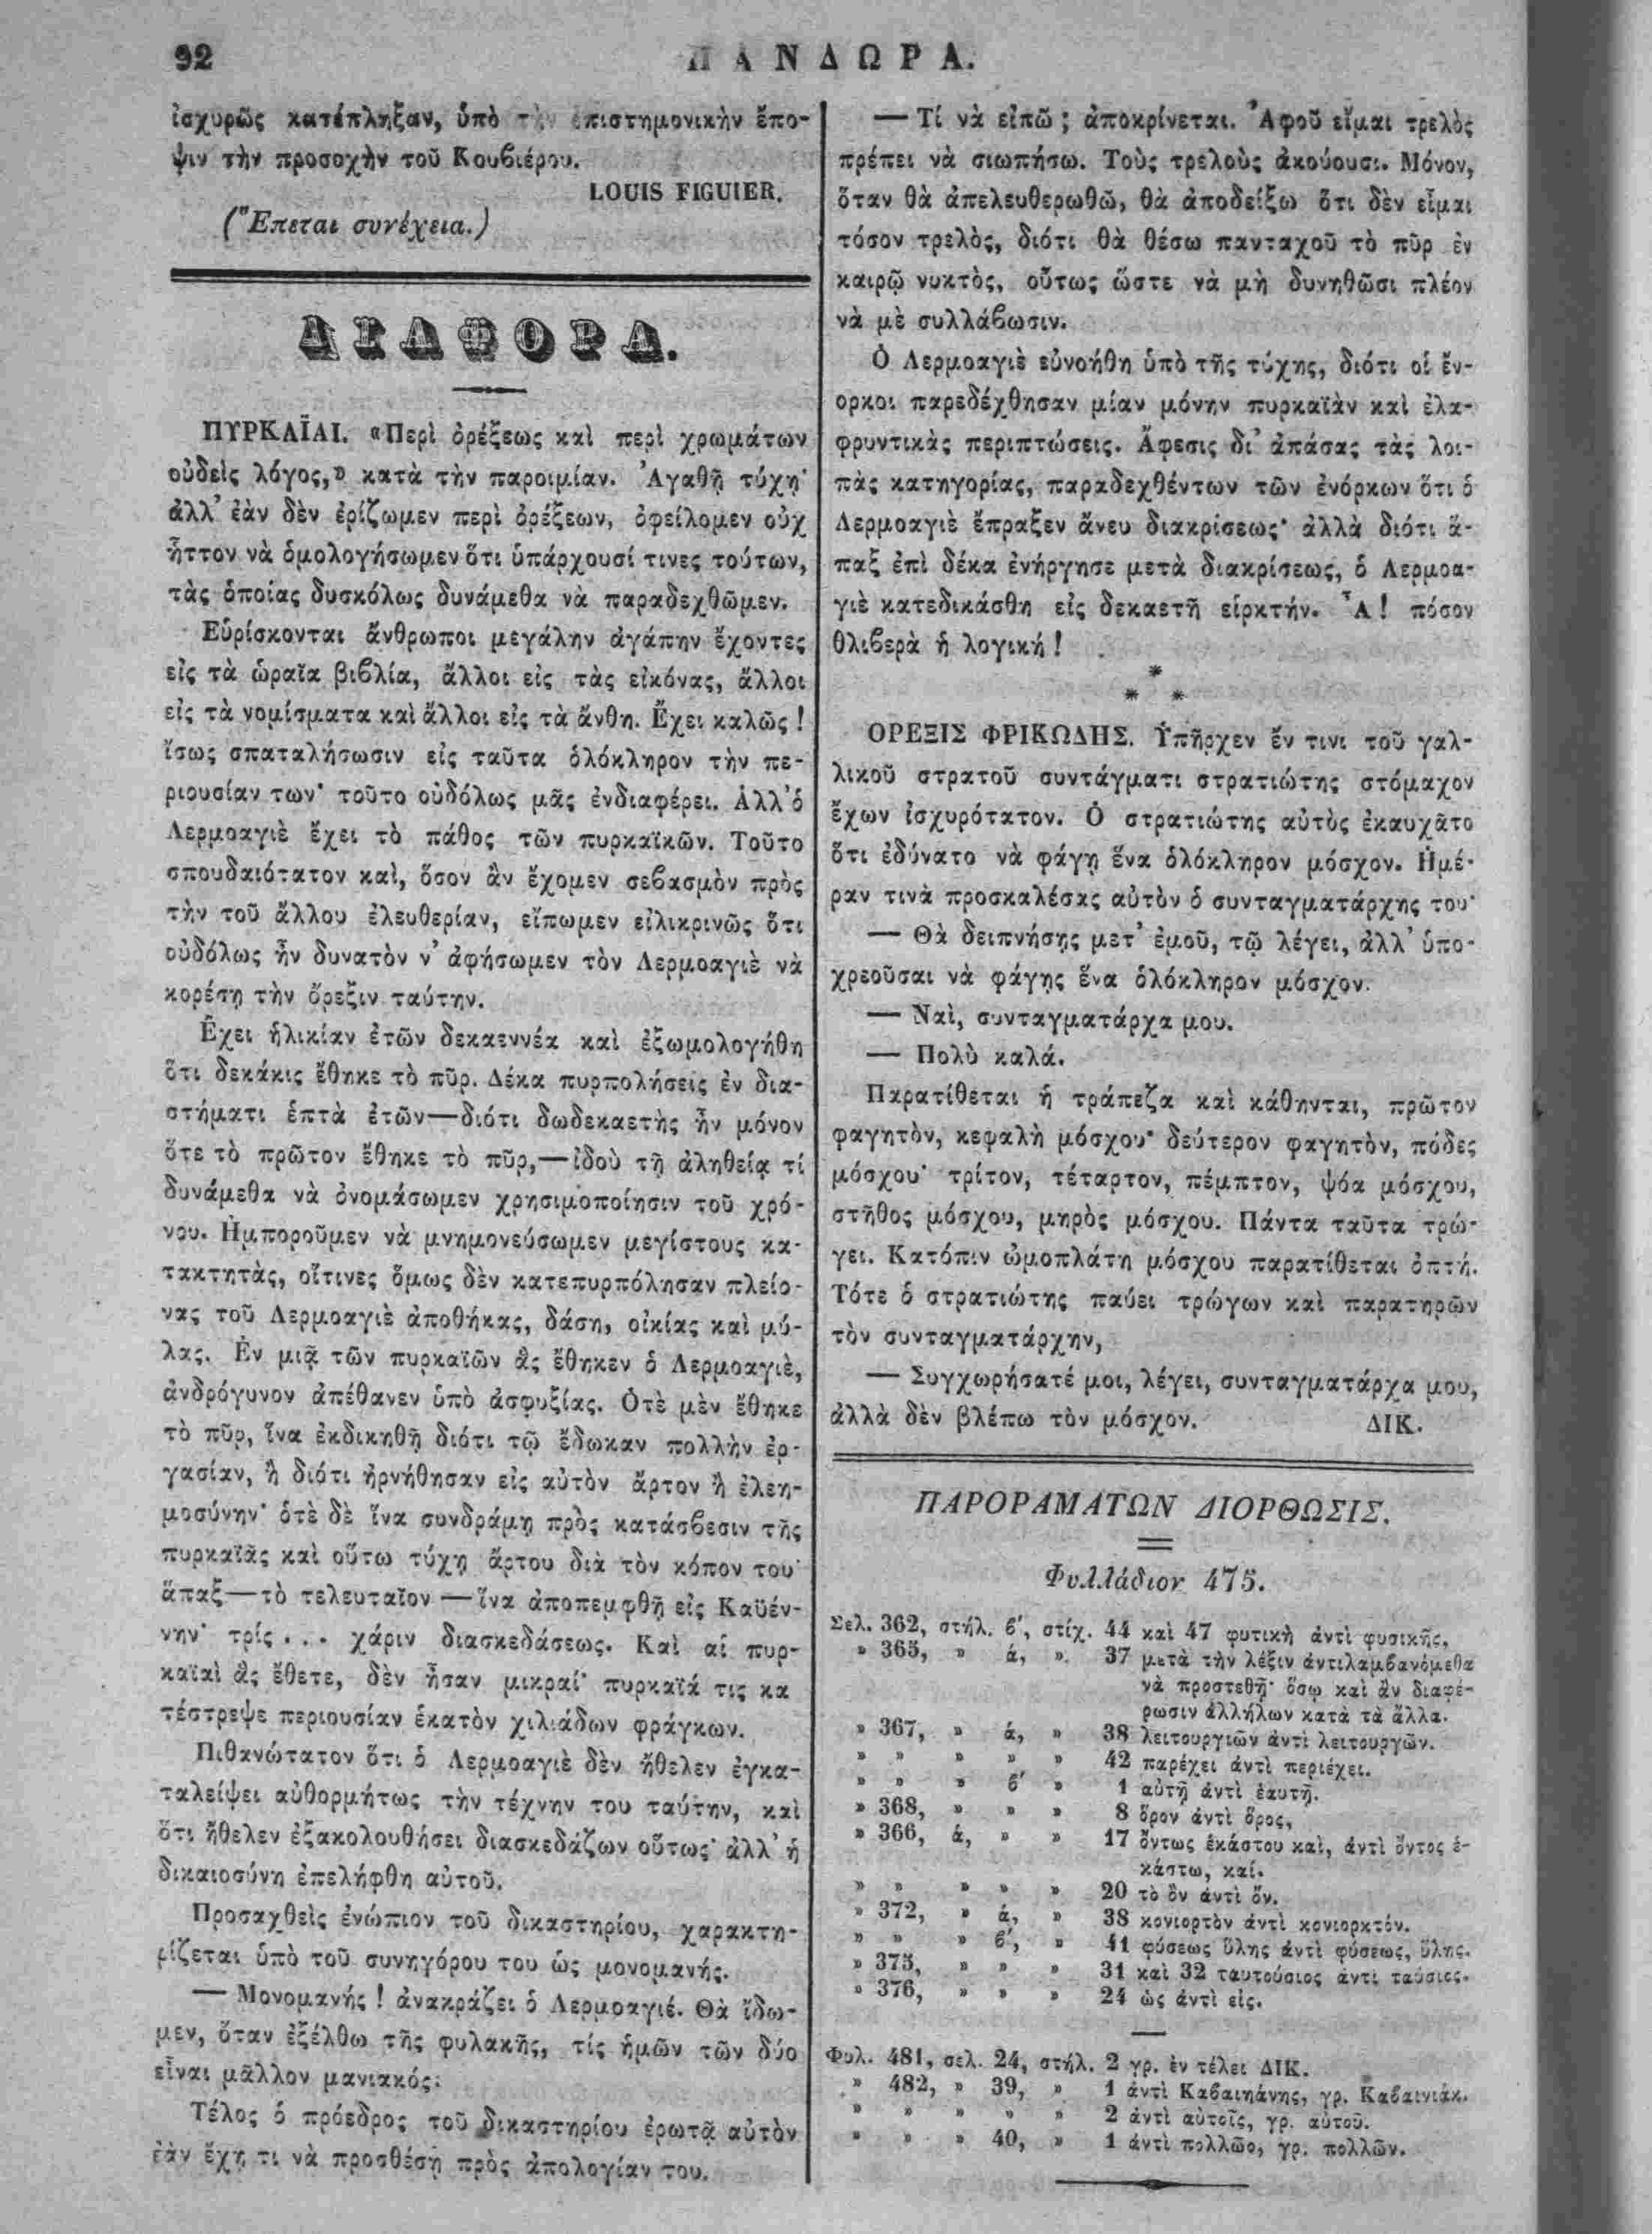 92
ΠΑΝΔΩΡΑ.
ἰσχυρῶς κατέπληξαν, ὑπὸ τὴν ἐπιστημονικὴν ἔπο-
ψιν τὴν προσοχὴν τοῦ Κουβιέρου.
LOUIS FIGUIER.
(Ἕπεται συνέχεια.)
ΔΙΑΦΟΡΑ.
ΠΥΡΚΑΪΑΙ. «Περὶ ὀρέξεως καὶ περὶ χρωμάτων
οὐδεὶς λόγος,» κατὰ τὴν παροιμίαν. Ἀγαθῇ τύχῃ·
ἀλλ' ἐὰν δὲν ἐρίζωμεν περὶ ὀρέξεων, ὀφείλομεν οὐχ
ἧττον νὰ ὁμολογήσωμεν ὅτι ὑπάρχουσί τινες τούτων,
τὰς ὁποίας δυσκόλως δυνάμεθα νὰ παραδεχθῶμεν.
Εὑρίσκονται ἄνθρωποι μεγάλην ἀγάπην ἔχοντες
εἰς τὰ ὡραῖα βιβλία, ἄλλοι εἰς τὰς εἰκόνας, ἄλλοι
εἰς τὰ νομίσματα καὶ ἄλλοι εἰς τὰ ἄνθη. Ἔχει καλῶς!
ἴσως σπαταλήσωσιν εἰς ταῦτα ὁλόκληρον τὴν πε-
ριουσίαν των· τοῦτο οὐδόλως μᾶς ἐνδιαφέρει. Ἀλλ' ὁ
Λερμοαγιὲ ἔχει τὸ πάθος τῶν πυρκαϊκῶν. Τοῦτο
σπουδαιότατον καὶ, ὅσον ἂν ἔχομεν σεβασμὸν πρὸς
τὴν τοῦ ἄλλου ἐλευθερίαν, εἴπωμεν εἰλικρινῶς ὅτι
οὐδόλως ἦν δυνατὸν ν' ἀφήσωμεν τὸν Λερμοαγιὲ νὰ
κορέσῃ τὴν ὄρεξιν ταύτην.
Ἔχει ἡλικίαν ἐτῶν δεκαεννέα καὶ ἐξωμολογήθη
ὅτι δεκάκις ἔθηκε τὸ πῦρ. Δέκα πυρπολήσεις ἐν δια-
στήματι ἑπτὰ ἐτῶν—διότι δωδεκαετὴς ἦν μόνον
ὅτε τὸ πρῶτον ἔθηκε τὸ πῦρ,—ἰδοὺ τῇ ἀληθείᾳ τί
δυνάμεθα νὰ ὀνομάσωμεν χρησιμοποίησιν τοῦ χρό-
νου. Ἠμποροῦμεν νὰ μνημονεύσωμεν μεγίστους κα-
τακτητὰς, οἵτινες ὅμως δὲν κατεπυρπόλησαν πλείο-
νας τοῦ Λερμοαγιὲ ἀποθήκας, δάση, οἰκίας καὶ μύ-
λας. Ἐν μιᾷ τῶν πυρκαϊῶν ἃς ἔθηκεν ὁ Λερμοαγιὲ,
ἀνδρόγυνον ἀπέθανεν ὑπὸ ἀσφυξίας. Ὁτὲ μὲν ἔθηκε
τὸ πῦρ, ἵνα ἐκδικηθῇ διότι τῷ ἔδωκαν πολλὴν ἐρ-
γασίαν, ἢ διότι ἠρνήθησαν εἰς αὐτὸν ἄρτον ἢ ἐλεη-
μοσύνην· ὁτὲ δὲ ἵνα συνδράμῃ πρὸς κατάσβεσιν τῆς
πυρκαϊᾶς καὶ οὕτω τύχῃ ἄρτου διὰ τὸν κόπον του·
ἅπαξ—τὸ τελευταῖον—ἵνα ἀποπεμφθῇ εἰς Καϋέν-
νην· τρὶς... χάριν διασκεδάσεως. Καὶ αἱ πυρ-
καϊαὶ ἃς ἔθετε, δὲν ἦσαν μικραί· πυρκαϊά τις κα
τέστρεψε περιουσίαν ἑκατὸν χιλιάδων φράγκων.
Πιθανώτατον ὅτι ὁ Λερμοαγιὲ δὲν ἤθελεν ἐγκα-
ταλείψει αὐθορμήτως τὴν τέχνην του ταύτην, καὶ
ὅτι ἤθελεν ἐξακολουθήσει διασκεδάζων οὕτως· ἀλλ' ἡ
δικαιοσύνη ἐπελήφθη αὐτοῦ.
Προσαχθεὶς ἐνώπιον τοῦ δικαστηρίου, χαρακτη-
ρίζεται ὑπὸ τοῦ συνηγόρου του ὡς μονομανής.
— Μονομανής! ἀνακράζει ὁ Λερμοαγιέ. Θὰ ἴδω-
μεν, ὅταν ἐξέλθω τῆς φυλακῆς, τίς ἡμῶν τῶν δύο
εἶναι μᾶλλον μανιακός;
Τέλος ὁ πρόεδρος τοῦ δικαστηρίου ἐρωτᾷ αὐτὸν
ἐὰν ἔχῃ τι νὰ προσθέσῃ πρὸς ἀπολογίαν του.
— Τί νὰ εἰπῶ; ἀποκρίνεται. Ἀφοῦ εἶμαι τρελὸς
πρέπει νὰ σιωπήσω. Τοὺς τρελοὺς ἀκούουσι. Μόνον,
ὅταν θὰ ἀπελευθερωθῶ, θὰ ἀποδείξω ὅτι δὲν εἶμαι
τόσον τρελὸς, διότι θὰ θέσω πανταχοῦ τὸ πῦρ ἐν
καιρῷ νυκτὸς, οὕτως ὥστε νὰ μὴ δυνηθῶσι πλέον
νὰ μὲ συλλάβωσιν.
Ὁ Λερμοαγιὲ εὐνοήθη ὑπὸ τῆς τύχης, διότι οἱ ἔν-
ορκοι παρεδέχθησαν μίαν μόνην πυρκαϊὰν καὶ ἐλα-
φρυντικὰς περιπτώσεις. Ἄφεσις δι' ἁπάσας τὰς λοι-
πὰς κατηγορίας, παραδεχθέντων τῶν ἐνόρκων ὅτι ὁ
Λερμοαγιὲ ἔπραξεν ἄνευ διακρίσεως· ἀλλὰ διότι ἅ-
παξ ἐπὶ δέκα ἐνήργησε μετὰ διακρίσεως, ὁ Λερμοα-
γιὲ κατεδικάσθη εἰς δεκαετῆ εἱρκτήν. Ἆ! πόσον
θλιβερὰ ἡ λογική!
*
* *
ΟΡΕΞΙΣ ΦΡΙΚΩΔΗΣ. Ὑπῆρχεν ἔν τινι τοῦ γαλ-
λικοῦ στρατοῦ συντάγματι στρατιώτης στόμαχον
ἔχων ἰσχυρότατον. Ὁ στρατιώτης αὐτὸς ἐκαυχᾶτο
ὅτι ἐδύνατο νὰ φάγῃ ἕνα ὁλόκληρον μόσχον. Ἡμέ-
ραν τινὰ προσκαλέσας αὐτὸν ὁ συνταγματάρχης του·
— Θὰ δειπνήσῃς μετ' ἐμοῦ, τῷ λέγει, ἀλλ' ὑπο-
χρεοῦσαι νὰ φάγῃς ἕνα ὁλόκληρον μόσχον.
— Ναὶ, συνταγματάρχα μου.
— Πολὺ καλά.
Παρατίθεται ἡ τράπεζα καὶ κάθηνται, πρῶτον
φαγητὸν, κεφαλὴ μόσχου· δεύτερον φαγητὸν, πόδες
μόσχου· τρίτον, τέταρτον, πέμπτον, ψόα μόσχου,
στῆθος μόσχου, μηρὸς μόσχου. Πάντα ταῦτα τρώ-
γει. Κατόπιν ὠμοπλάτη μόσχου παρατίθεται ὀπτή.
Τότε ὁ στρατιώτης παύει τρώγων καὶ παρατηρῶν
τὸν συνταγματάρχην,
— Συγχωρήσατέ μοι, λέγει, συνταγματάρχα μου,
ἀλλὰ δὲν βλέπω τὸν μόσχον. ΔΙΚ.
ΠΑΡΟΡΑΜΑΤΩΝ ΔΙΟΡΘΩΣΙΣ.
Φυλλάδιον 475.
Σελ. 362, στήλ. β', στίχ. 44 καὶ 47 φυτικὴ ἀντὶ φυσικῆς,
» 365, » ά, » 37 μετὰ τὴν λέξιν ἀντιλαμβανόμεθα
νὰ προστεθῇ· ὅσῳ καὶ ἂν διαφέ-
ρωσιν ἀλλήλων κατὰ τὰ ἄλλα.
» 367, » ά, » 38 λειτουργιῶν ἀντὶ λειτουργῶν.
» » » » » 42 παρέχει ἀντὶ περιέχει.
» » » β' » 1 αὐτῇ ἀντὶ ἑαυτῇ.
» 368, » » » 8 ὅρον ἀντὶ ὅρος,
» 366, ά, » » 17 ὄντως ἑκάστου καὶ, ἀντὶ ὄντος ἑ-
κάστω, καί.
» » » » » 20 τὸ ὂν ἀντὶ ὄν.
» 372, » ά, » 38 κονιορτὸν ἀντὶ κονιορκτόν.
» » » β', » 41 φύσεως ὕλης ἀντὶ φύσεως, ὕλης.
» 375, » » » 31 καὶ 32 ταυτούσιος ἀντὶ ταύσιος.
» 376, » » » 24 ὡς ἀντὶ εἰς.
Φυλ. 481, σελ. 24, στήλ. 2 γρ. ἐν τέλει ΔΙΚ.
» 482, » 39, » 1 ἀντὶ Καβαινιάνης, γρ. Καβαινιάκ.
» » » » » 2 ἀντὶ αὐτοῖς, γρ. αὐτοῦ.
» » » 40, » 1 ἀντὶ πολλῶο, γρ. πολλῶν.